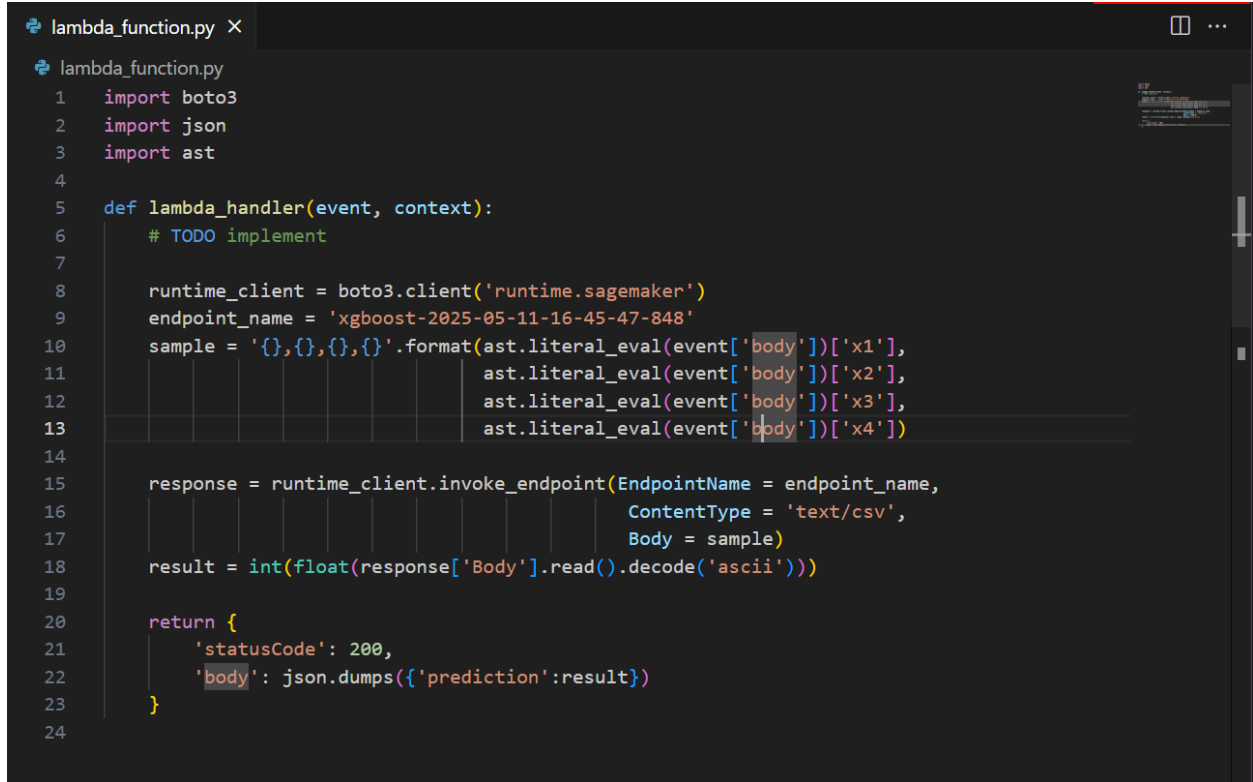 lambda_function.py
lambda_function.py
1 import boto3
2 import json
3 import ast
4
5 def lambda_handler(event, context):
6     # TODO implement
7
8     runtime_client = boto3.client('runtime.sagemaker')
9     endpoint_name = 'xgboost-2025-05-11-16-45-47-848'
10     sample = '{},{},{},{}'.format(ast.literal_eval(event['body'])['x1'],
11                                   ast.literal_eval(event['body'])['x2'],
12                                   ast.literal_eval(event['body'])['x3'],
13                                   ast.literal_eval(event['body'])['x4'])
14
15     response = runtime_client.invoke_endpoint(EndpointName = endpoint_name,
16                                                ContentType = 'text/csv',
17                                                Body = sample)
18     result = int(float(response['Body'].read().decode('ascii')))
19
20     return {
21         'statusCode': 200,
22         'body': json.dumps({'prediction':result})
23     }
24